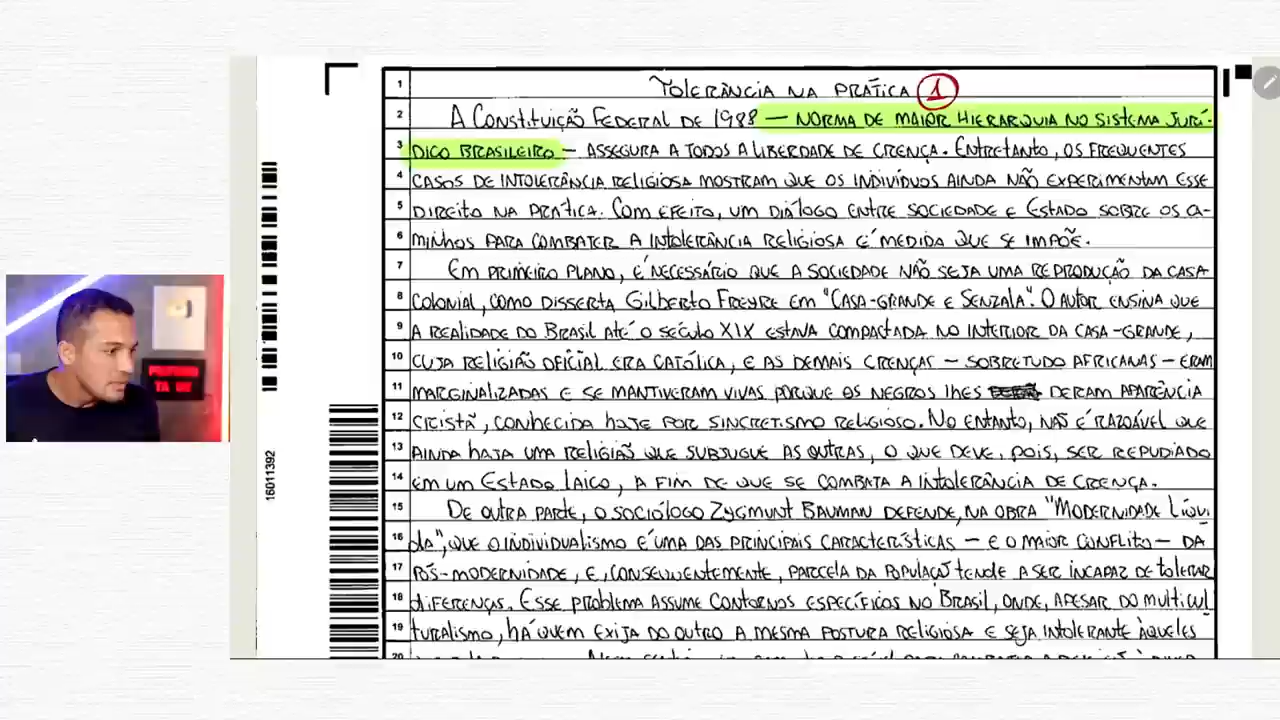 TOLERÂNCIA NA PRÁTICA 1
1
2 A CONSTITUIÇÃO FEDERAL DE 1988 — NORMA DE MAIOR HIERARQUIA NO SISTEMA JURÍ-
3 DICO BRASILEIRO — ASSEGURA A TODOS A LIBERDADE DE CRENÇA. ENTRETANTO, OS FREQUENTES
4 CASOS DE INTOLERÂNCIA RELIGIOSA MOSTRAM QUE OS INDIVÍDUOS AINDA NÃO EXPERIMENTAM ESSE
5 DIREITO NA PRÁTICA. COM EFEITO, UM DIÁLOGO ENTRE SOCIEDADE E ESTADO SOBRE OS CA-
6 MINHOS PARA COMBATER A INTOLERÂNCIA RELIGIOSA É MEDIDA QUE SE IMPÕE.
7 EM PRIMEIRO PLANO, É NECESSÁRIO QUE A SOCIEDADE NÃO SEJA UMA REPRODUÇÃO DA CASA
8 COLONIAL, COMO DISSERTA GILBERTO FREYRE EM "CASA-GRANDE E SENZALA". O AUTOR ENSINA QUE
9 A REALIDADE DO BRASIL ATÉ O SÉCULO XIX ESTAVA COMPACTADA NO INTERIOR DA CASA-GRANDE,
10 CUJA RELIGIÃO OFICIAL ERA CATÓLICA, E AS DEMAIS CRENÇAS — SOBRETUDO AFRICANAS — ERAM
11 MARGINALIZADAS E SE MANTIVERAM VIVAS PORQUE OS NEGROS LHES DERAM APARÊNCIA
12 CRISTÃ, CONHECIDA HOJE POR SINCRETISMO RELIGIOSO. NO ENTANTO, NÃO É RAZOÁVEL QUE
13 AINDA HAJA UMA RELIGIÃO QUE SUBJUGUE AS OUTRAS, O QUE DEVE, POIS, SER REPUDIADO
14 EM UM ESTADO LAICO, A FIM DE QUE SE COMBATA A INTOLERÂNCIA DE CRENÇA.
15 DE OUTRA PARTE, O SOCIÓLOGO ZYGMUNT BAUMAN DEFENDE, NA OBRA "MODERNIDADE LÍQUI-
16 DA", QUE O INDIVIDUALISMO É UMA DAS PRINCIPAIS CARACTERÍSTICAS — E O MAIOR CONFLITO — DA
17 PÓS-MODERNIDADE, E, CONSEQUENTEMENTE, PARCELA DA POPULAÇÃO TENDE A SER INCAPAZ DE TOLERAR
18 DIFERENÇAS. ESSE PROBLEMA ASSUME CONTORNOS ESPECÍFICOS NO BRASIL, ONDE, APESAR DO MULTICUL
19 TURALISMO, HÁ QUEM EXIJA DO OUTRO A MESMA POSTURA RELIGIOSA E SEJA INTOLERANTE ÀQUELES
16011392